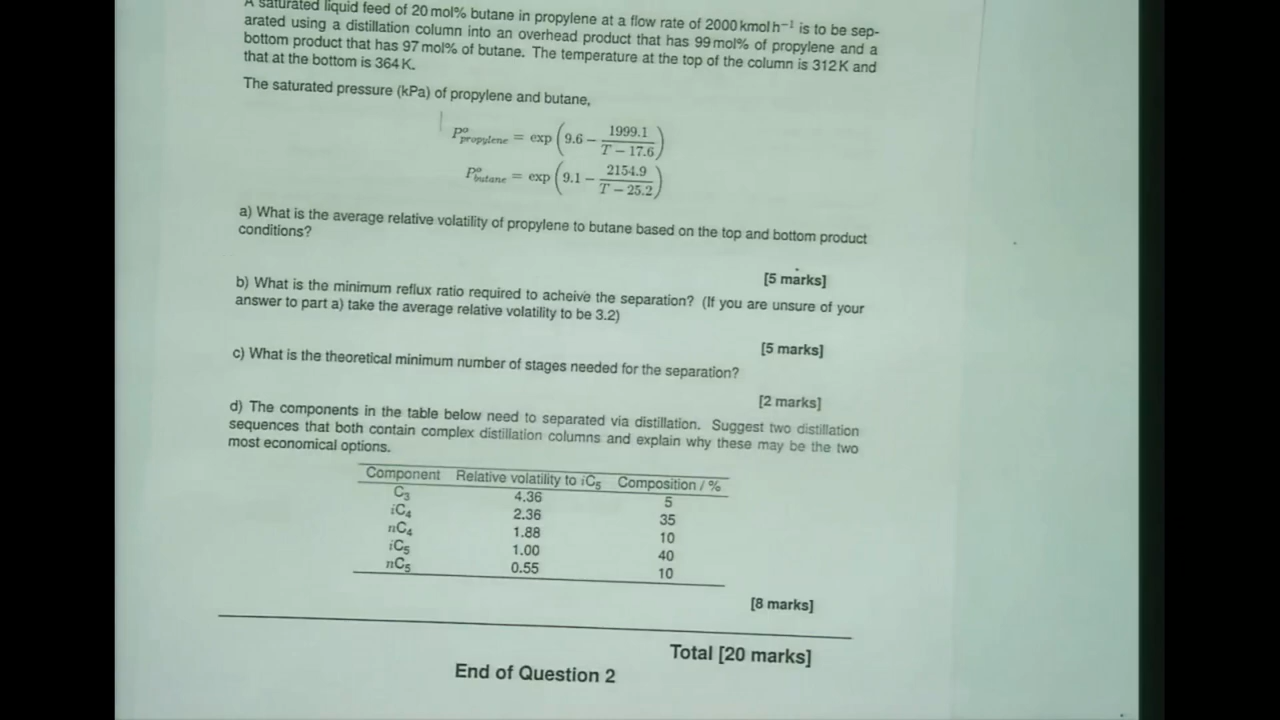 A saturated liquid feed of 20 mol% butane in propylene at a flow rate of 2000 kmol h⁻¹ is to be sep-
arated using a distillation column into an overhead product that has 99 mol% of propylene and a
bottom product that has 97 mol% of butane. The temperature at the top of the column is 312 K and
that at the bottom is 364 K.
The saturated pressure (kPa) of propylene and butane,
P°propylene = exp (9.6 − 1999.1 / (T − 17.6))
P°butane = exp (9.1 − 2154.9 / (T − 25.2))
a) What is the average relative volatility of propylene to butane based on the top and bottom product
conditions?
[5 marks]
b) What is the minimum reflux ratio required to acheive the separation? (If you are unsure of your
answer to part a) take the average relative volatility to be 3.2)
[5 marks]
c) What is the theoretical minimum number of stages needed for the separation?
[2 marks]
d) The components in the table below need to separated via distillation. Suggest two distillation
sequences that both contain complex distillation columns and explain why these may be the two
most economical options.
Component Relative volatility to iC₅ Composition / %
C₃ 4.36 5
iC₄ 2.36 35
nC₄ 1.88 10
iC₅ 1.00 40
nC₅ 0.55 10
[8 marks]
Total [20 marks]
End of Question 2